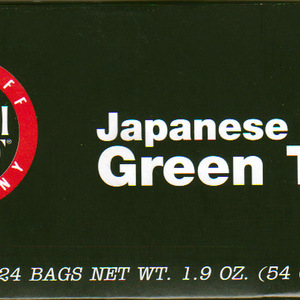 Japanese
Green T
24 BAGS NET WT. 1.9 OZ. (54